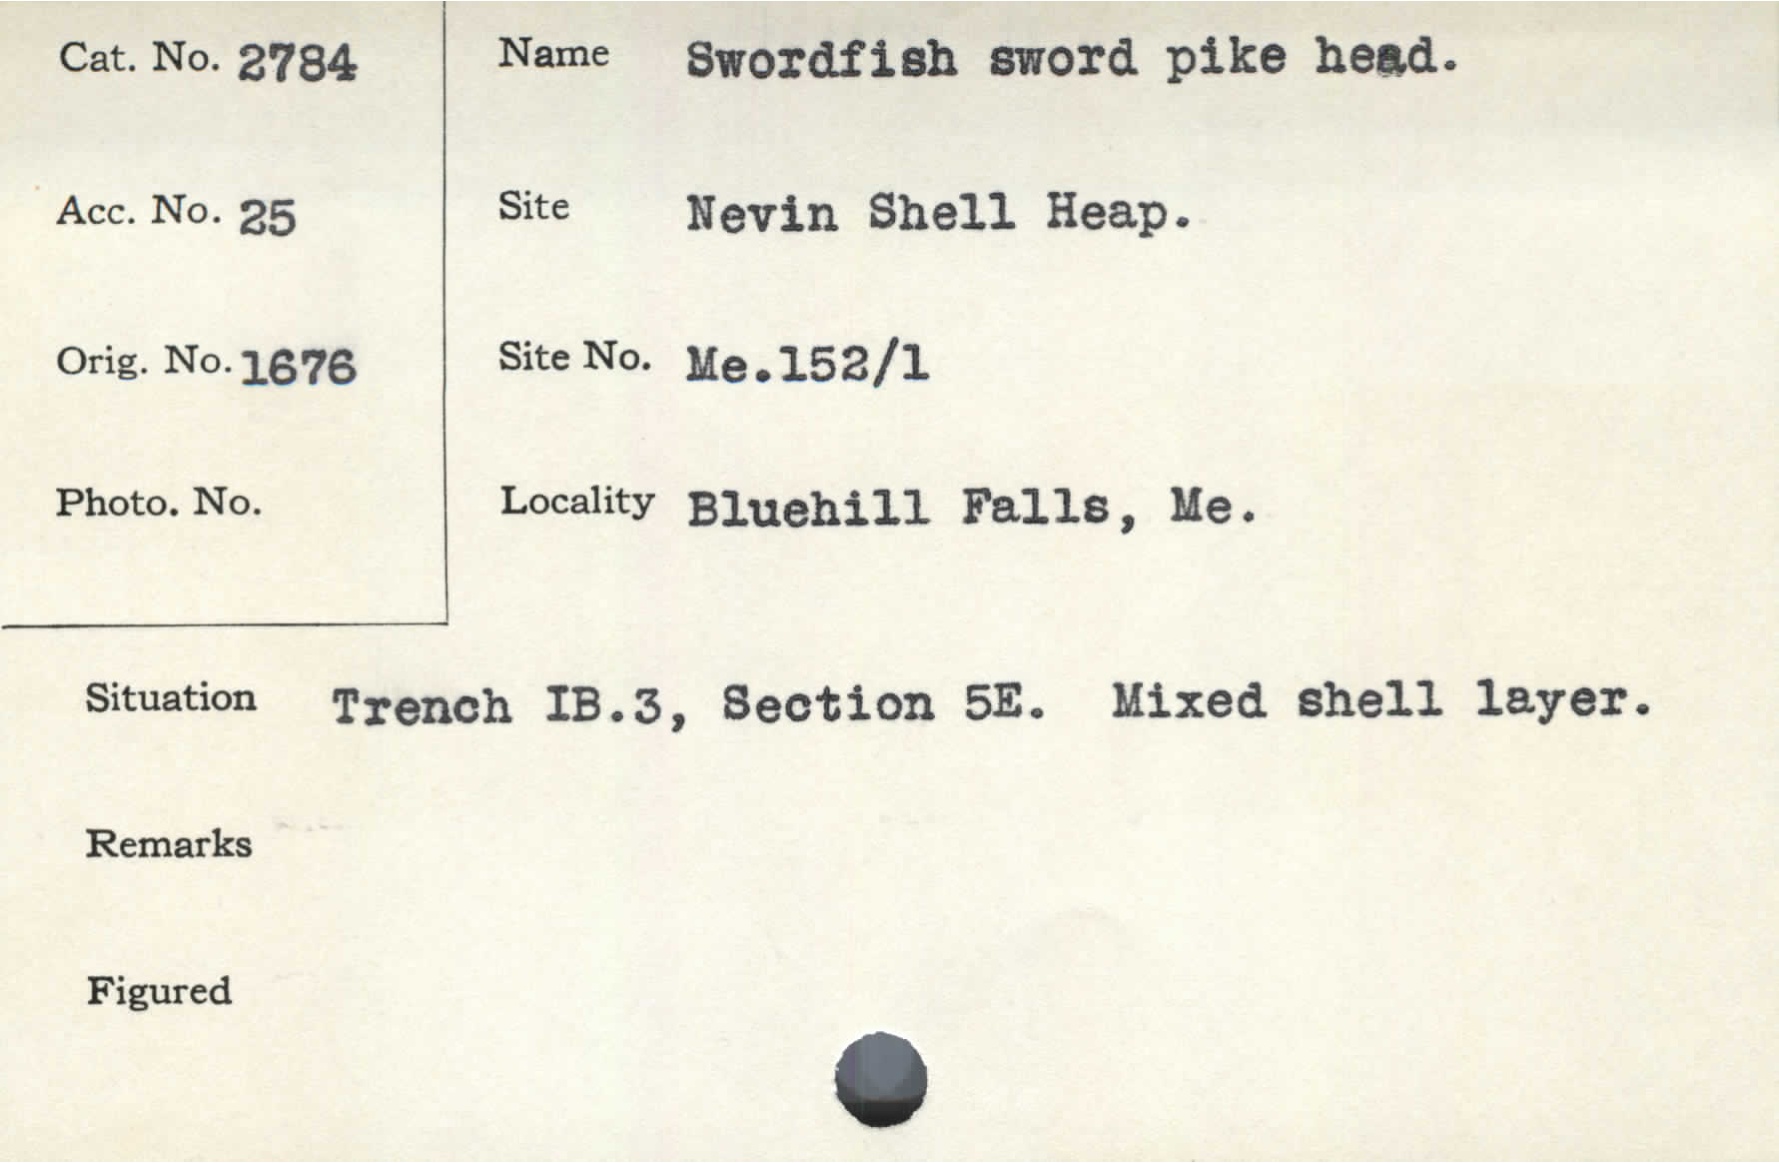 Cat. No. 2784
Name Swordfish sword pike head.
Acc. No. 25
Site Nevin Shell Heap.
Orig. No. 1676
Site No. Me.152/1
Photo. No.
Locality Bluehill Falls, Me.
Situation Trench IB.3, Section 5E. Mixed shell layer.
Remarks
Figured